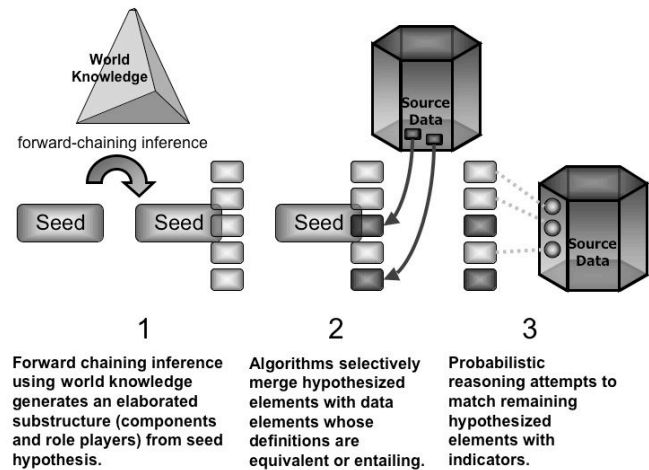 World
Knowledge
forward-chaining inference
Seed
Seed
Source
Data
Seed
Source
Data
1
Forward chaining inference
using world knowledge
generates an elaborated
substructure (components
and role players) from seed
hypothesis.
2
Algorithms selectively
merge hypothesized
elements with data
elements whose
definitions are
equivalent or entailing.
3
Probabilistic
reasoning attempts to
match remaining
hypothesized
elements with
indicators.